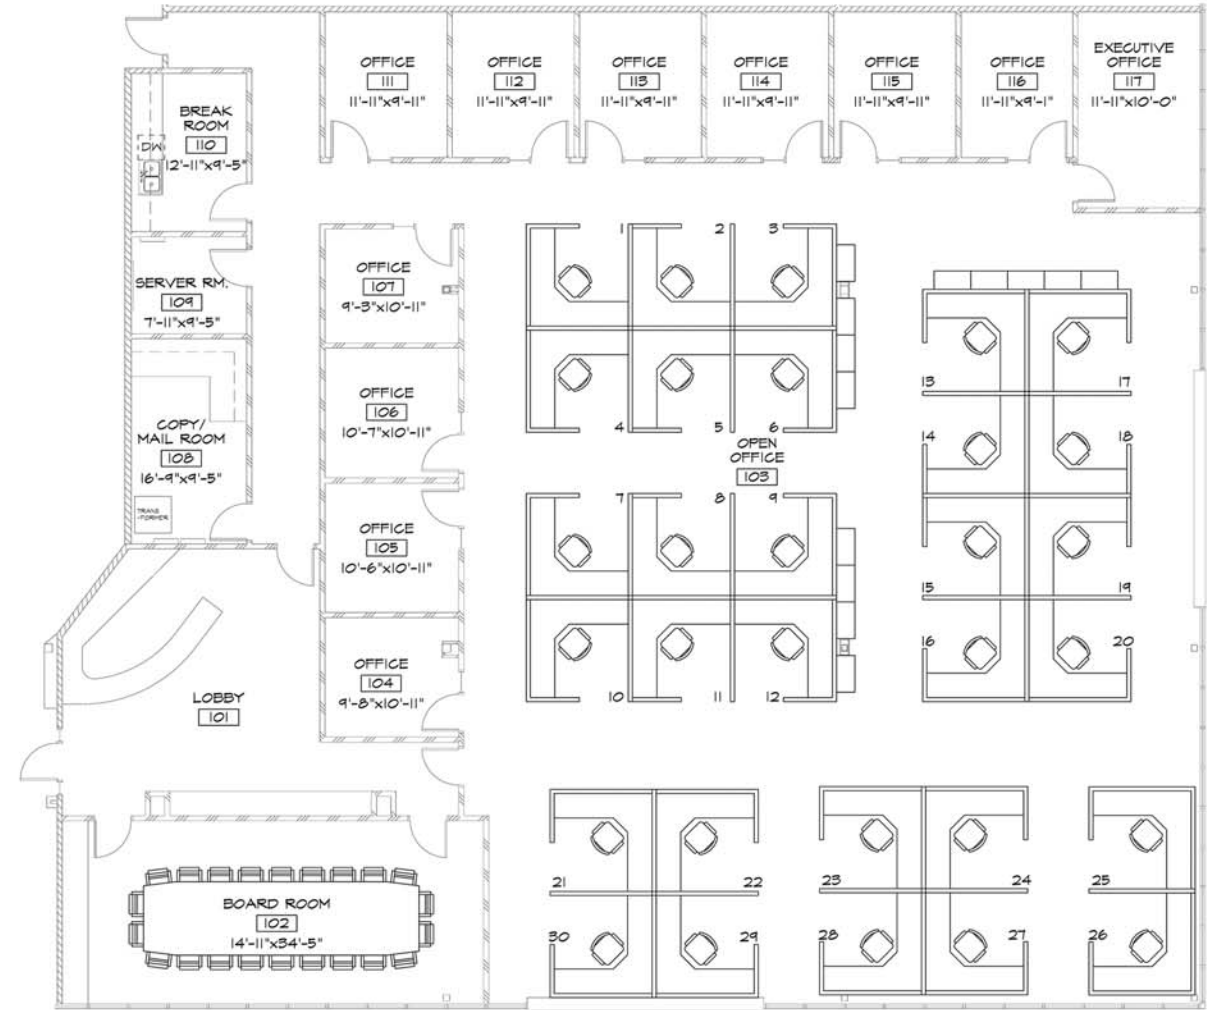 OFFICE
111
11'-11"x9'-11"
OFFICE
112
11'-11"x9'-11"
OFFICE
113
11'-11"x9'-11"
OFFICE
114
11'-11"x9'-11"
OFFICE
115
11'-11"x9'-11"
OFFICE
116
11'-11"x9'-1"
EXECUTIVE
OFFICE
117
11'-11"x10'-0"
BREAK
ROOM
110
12'-11"x9'-5"
DW
SERVER RM.
109
7'-11"x9'-5"
COPY/
MAIL ROOM
108
16'-9"x9'-5"
TRANS
-FORMER
OFFICE
107
9'-3"x10'-11"
OFFICE
106
10'-7"x10'-11"
OFFICE
105
10'-6"x10'-11"
OFFICE
104
9'-8"x10'-11"
LOBBY
101
BOARD ROOM
102
14'-11"x34'-5"
1
2
3
4
5
6
OPEN
OFFICE
103
7
8
9
10
11
12
13
17
14
18
15
19
16
20
21
22
23
24
25
30
29
28
27
26